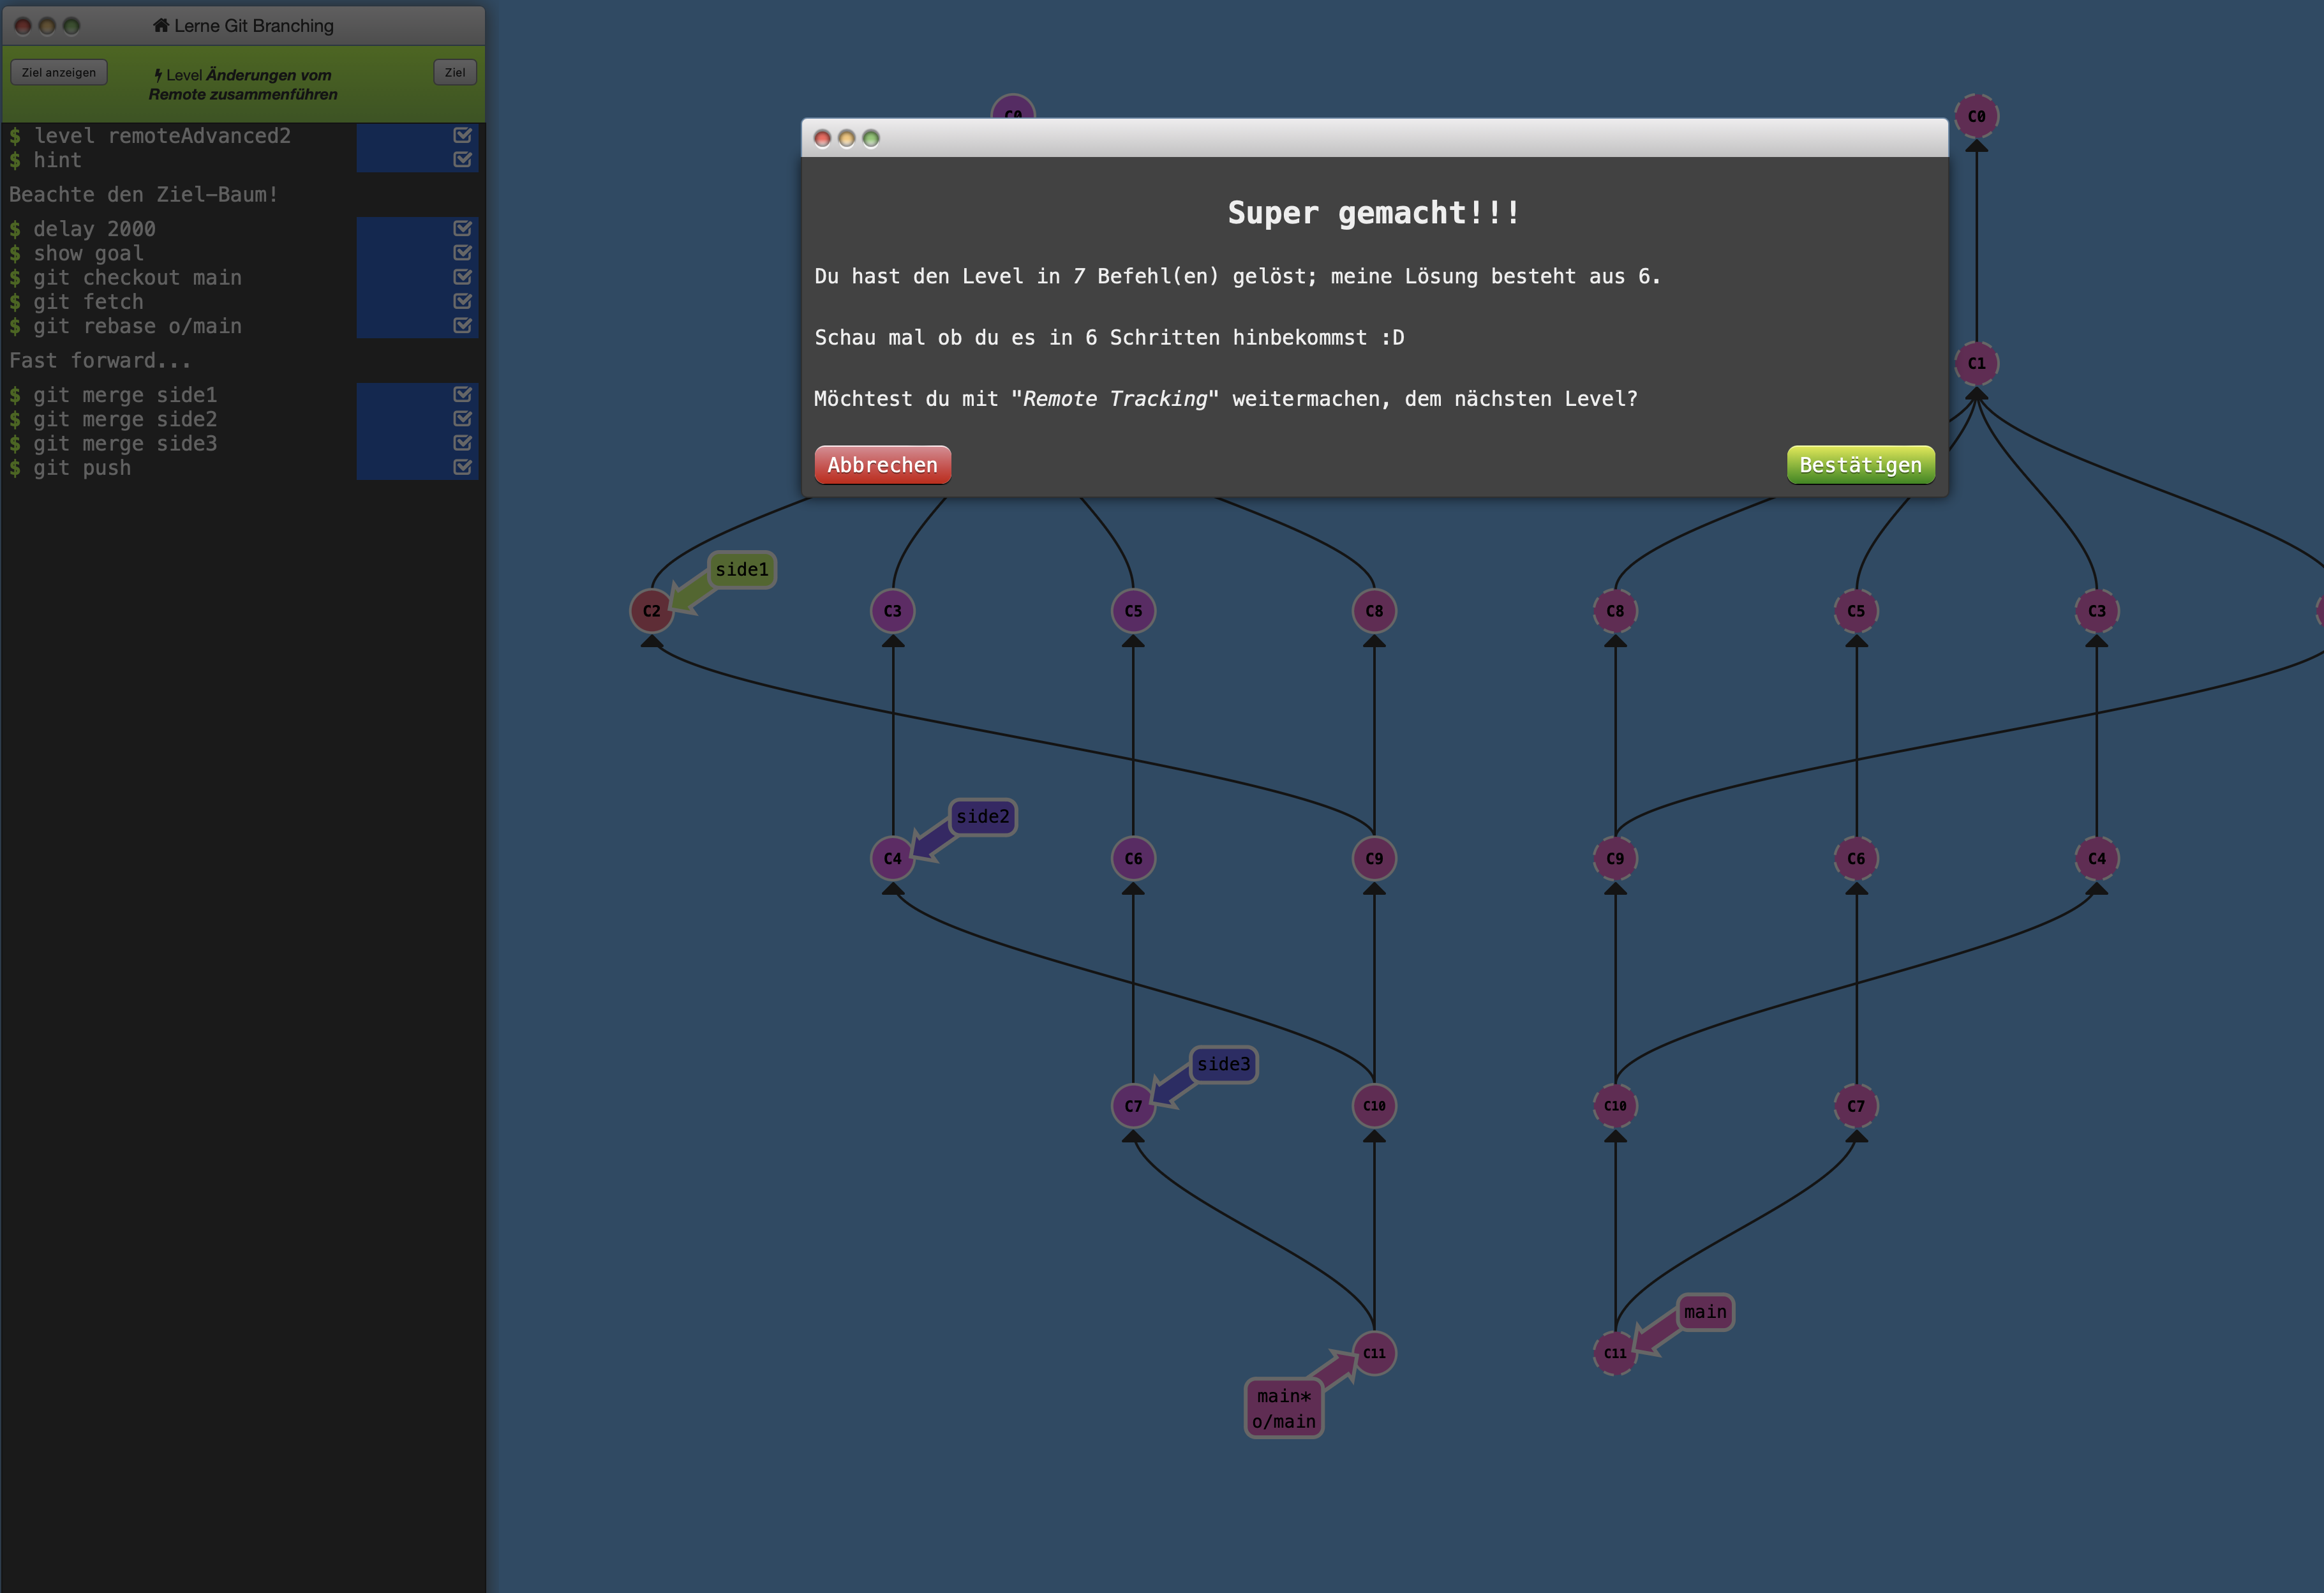 Lerne Git Branching
Ziel anzeigen
Level Änderungen vom
Remote zusammenführen
Ziel
$ level remoteAdvanced2
$ hint
Beachte den Ziel-Baum!
$ delay 2000
$ show goal
$ git checkout main
$ git fetch
$ git rebase o/main
Fast forward...
$ git merge side1
$ git merge side2
$ git merge side3
$ git push
Super gemacht!!!
Du hast den Level in 7 Befehl(en) gelöst; meine Lösung besteht aus 6.
Schau mal ob du es in 6 Schritten hinbekommst :D
Möchtest du mit "Remote Tracking" weitermachen, dem nächsten Level?
Abbrechen
Bestätigen
C0
C0
C1
side1
C2
C3
C5
C8
C8
C5
C3
side2
C4
C6
C9
C9
C6
C4
side3
C7
C10
C10
C7
main
C11
C11
main*
o/main